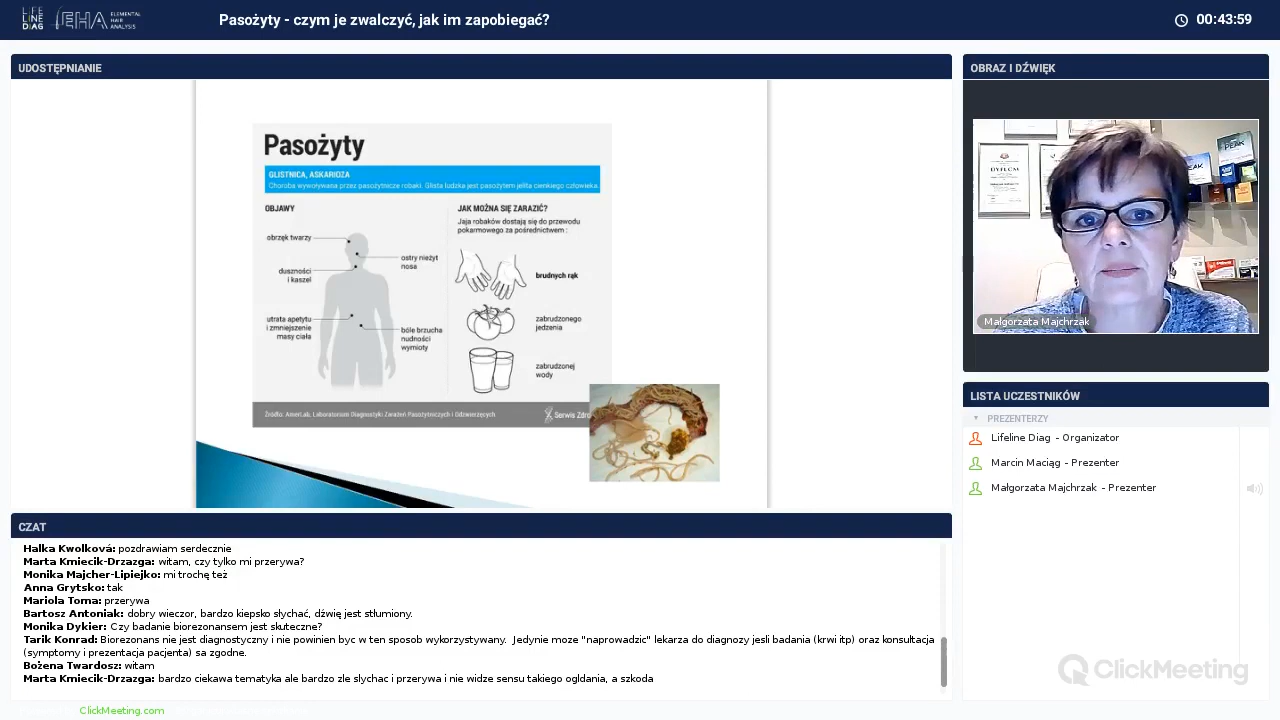 LIFE
LINE
DIAG
EHA
ELEMENTAL
HAIR
ANALYSIS
Pasożyty - czym je zwalczyć, jak im zapobiegać?
00:43:59
UDOSTĘPNIANIE
Pasożyty
GLISTNICA, ASKARIOZA
Choroba wywoływana przez pasożytnicze robaki. Glista ludzka jest pasożytem jelita cienkiego człowieka.
OBJAWY
obrzęk twarzy
duszności
i kaszel
utrata apetytu
i zmniejszenie
masy ciała
ostry nieżyt
nosa
bóle brzucha
nudności
wymioty
JAK MOŻNA SIĘ ZARAZIĆ?
Jaja robaków dostają się do przewodu
pokarmowego za pośrednictwem :
brudnych rąk
zabrudzonego
jedzenia
zabrudzonej
wody
Źródło: AmerLab, Laboratorium Diagnostyki Zarażeń Pasożytniczych i Odzwierzęcych
Serwis Zdro
OBRAZ I DŹWIĘK
DYPLOM
PEAK
PEAK
Małgorzata Majchrzak
LISTA UCZESTNIKÓW
PREZENTERZY
Lifeline Diag - Organizator
Marcin Maciąg - Prezenter
Małgorzata Majchrzak - Prezenter
CZAT
Halka Kwolková: pozdrawiam serdecznie
Marta Kmiecik-Drzazga: witam, czy tylko mi przerywa?
Monika Majcher-Lipiejko: mi trochę też
Anna Grytsko: tak
Mariola Toma: przerywa
Bartosz Antoniak: dobry wieczor, bardzo kiepsko słychać, dźwię jest stłumiony.
Monika Dykier: Czy badanie biorezonansem jest skuteczne?
Tarik Konrad: Biorezonans nie jest diagnostyczny i nie powinien byc w ten sposob wykorzystywany. Jedynie moze "naprowadzic" lekarza do diagnozy jesli badania (krwi itp) oraz konsultacja
(symptomy i prezentacja pacjenta) sa zgodne.
Bożena Twardosz: witam
Marta Kmiecik-Drzazga: bardzo ciekawa tematyka ale bardzo zle slychac i przerywa i nie widze sensu takiego ogldania, a szkoda
ClickMeeting
ClickMeeting.com